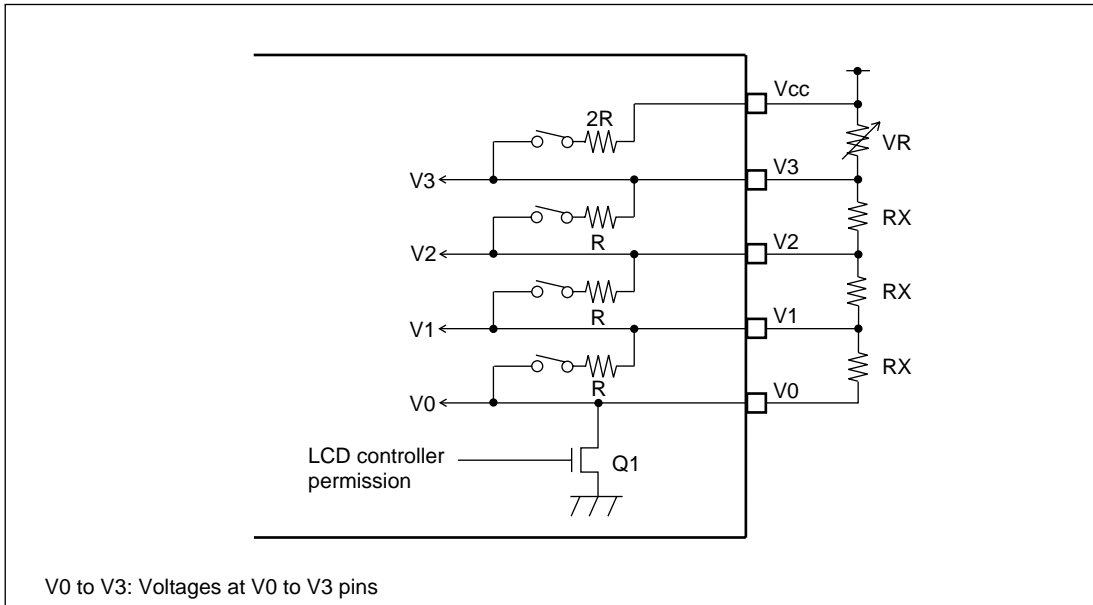 Vcc
2R
VR
V3
V3
RX
R
V2
V2
RX
R
V1
V1
RX
R
V0
V0
LCD controller
permission
Q1
V0 to V3: Voltages at V0 to V3 pins